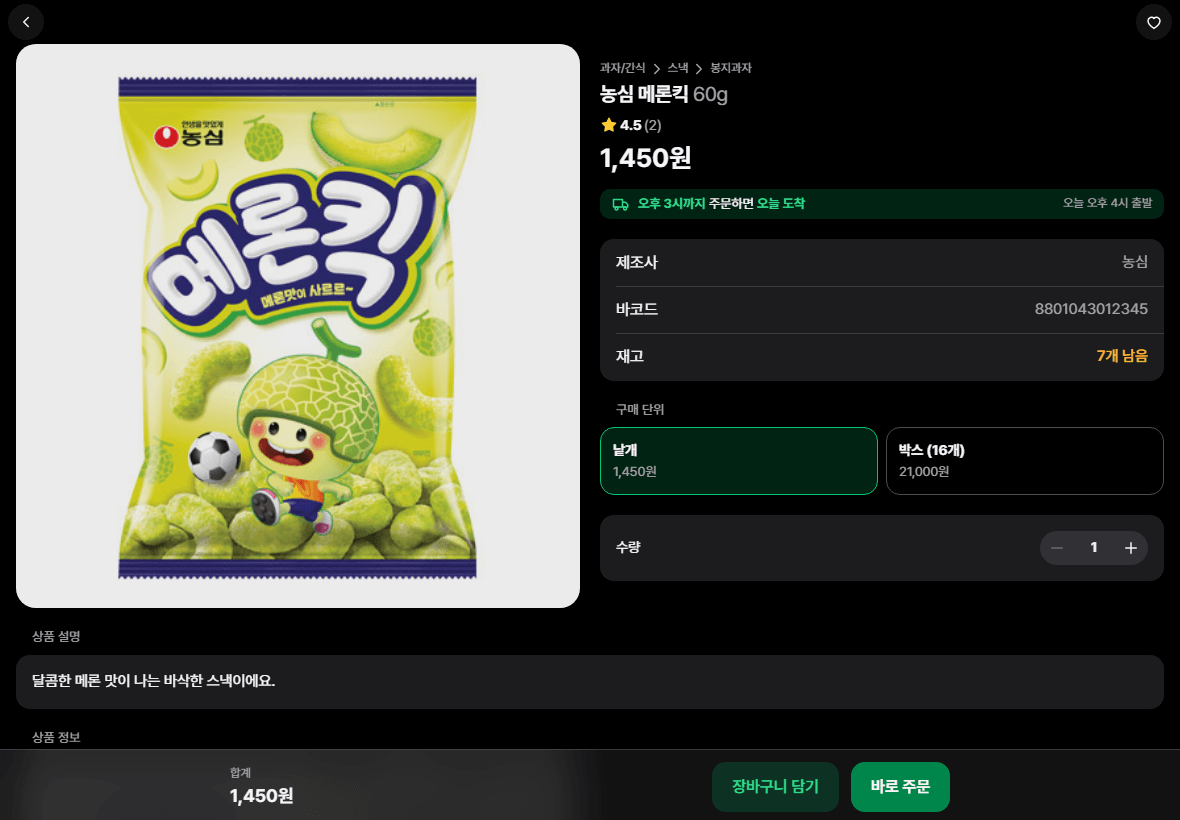 과자/간식 > 스낵 > 봉지과자
농심 메론킥 60g
4.5 (2)
1,450원
오후 3시까지 주문하면 오늘 도착
오늘 오후 4시 출발
제조사
농심
바코드
8801043012345
재고
7개 남음
구매 단위
낱개
1,450원
박스 (16개)
21,000원
수량
1
인생을 맛있게
농심
메론킥
메론맛이 사르르~
상품 설명
달콤한 메론 맛이 나는 바삭한 스낵이에요.
상품 정보
합계
1,450원
장바구니 담기
바로 주문